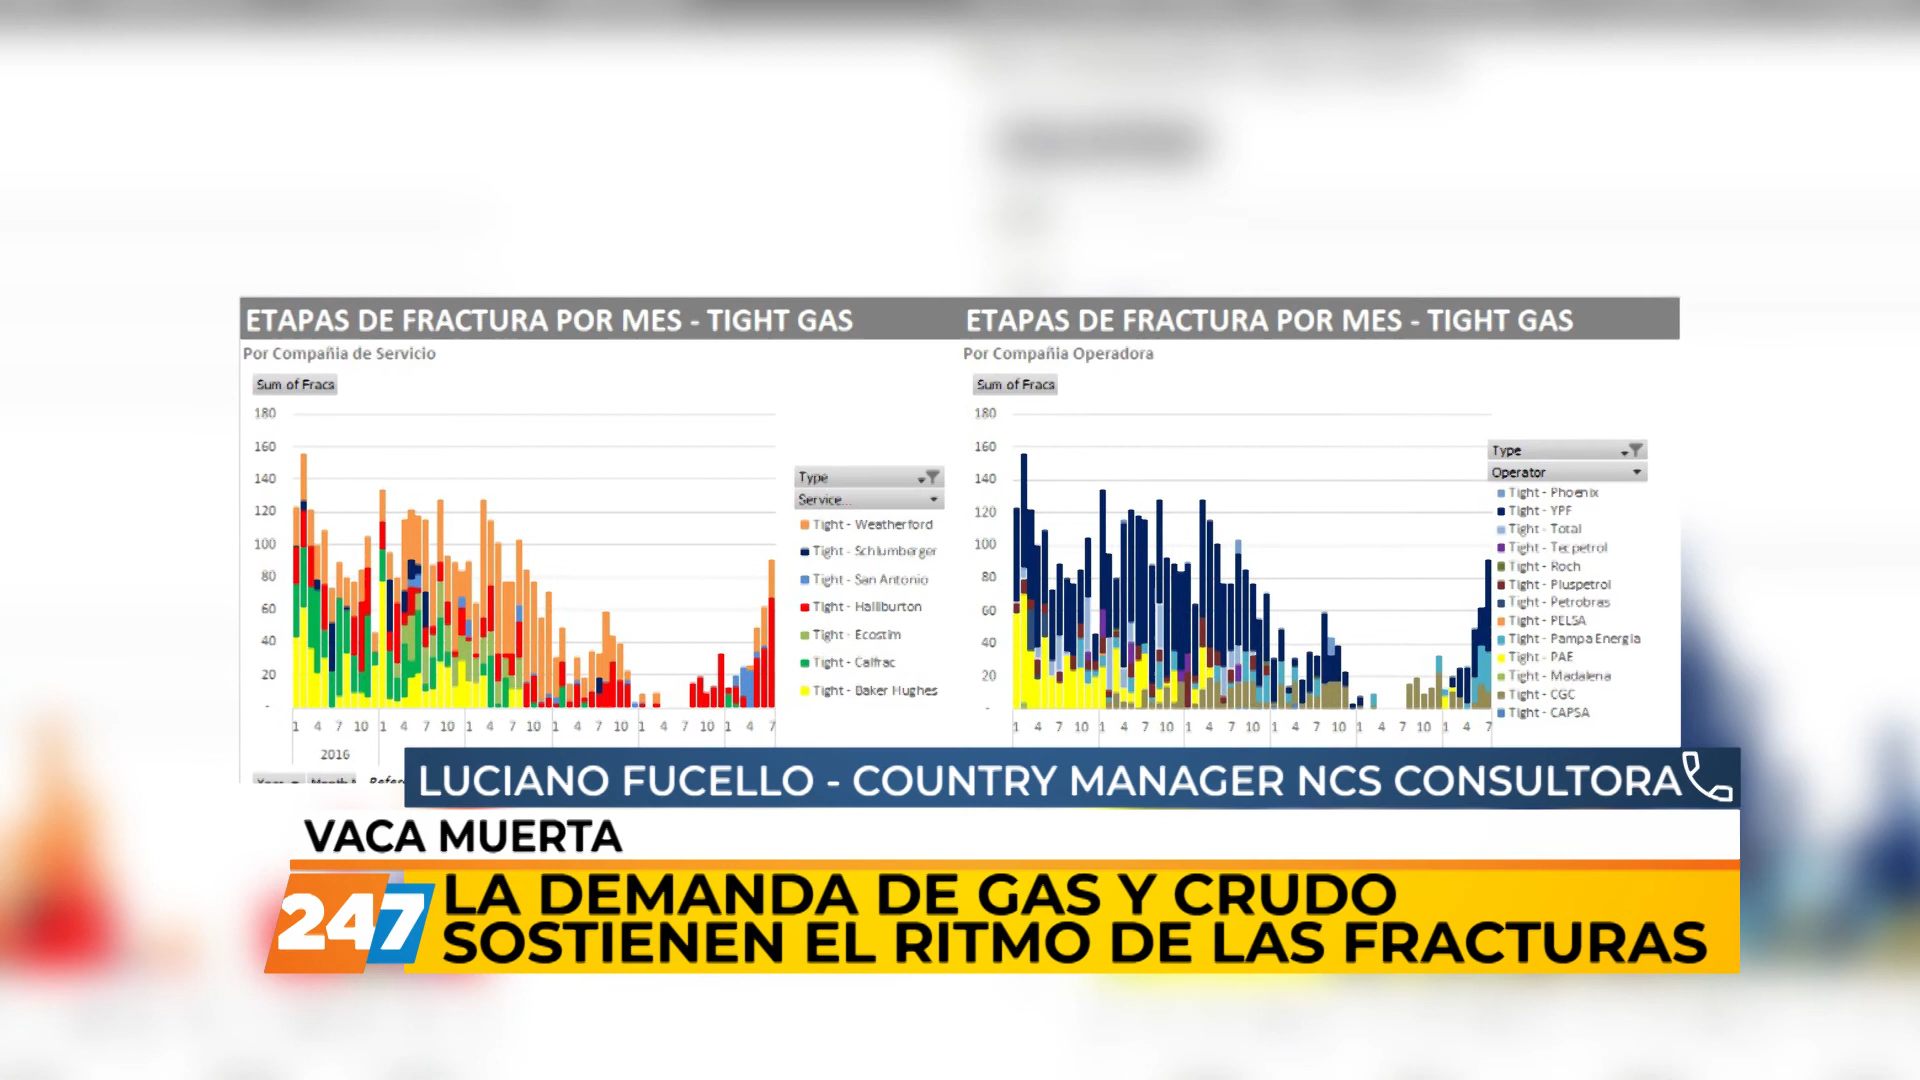 ETAPAS DE FRACTURA POR MES - TIGHT GAS
Por Compañia de Servicio
Sum of Fracs
180
160
140
120
100
80
60
40
20
-
1 4 7 10 1 4 7 10 1 4 7 10 1 4 7 10 1 4 7 10 1 4 7
2016
Type
Service...
Tight - Weatherford
Tight - Schlumberger
Tight - San Antonio
Tight - Halliburton
Tight - Ecostim
Tight - Calfrac
Tight - Baker Hughes
ETAPAS DE FRACTURA POR MES - TIGHT GAS
Por Compañia Operadora
Sum of Fracs
180
160
140
120
100
80
60
40
20
-
1 4 7 10 1 4 7 10 1 4 7 10 1 4 7 10 1 4 7 10 1 4 7
Type
Operator
Tight - Phoenix
Tight - YPF
Tight - Total
Tight - Tecpetrol
Tight - Roch
Tight - Pluspetrol
Tight - Petrobras
Tight - PELSA
Tight - Pampa Energia
Tight - PAE
Tight - Madalena
Tight - CGC
Tight - CAPSA
LUCIANO FUCELLO - COUNTRY MANAGER NCS CONSULTORA
VACA MUERTA
247
LA DEMANDA DE GAS Y CRUDO
SOSTIENEN EL RITMO DE LAS FRACTURAS